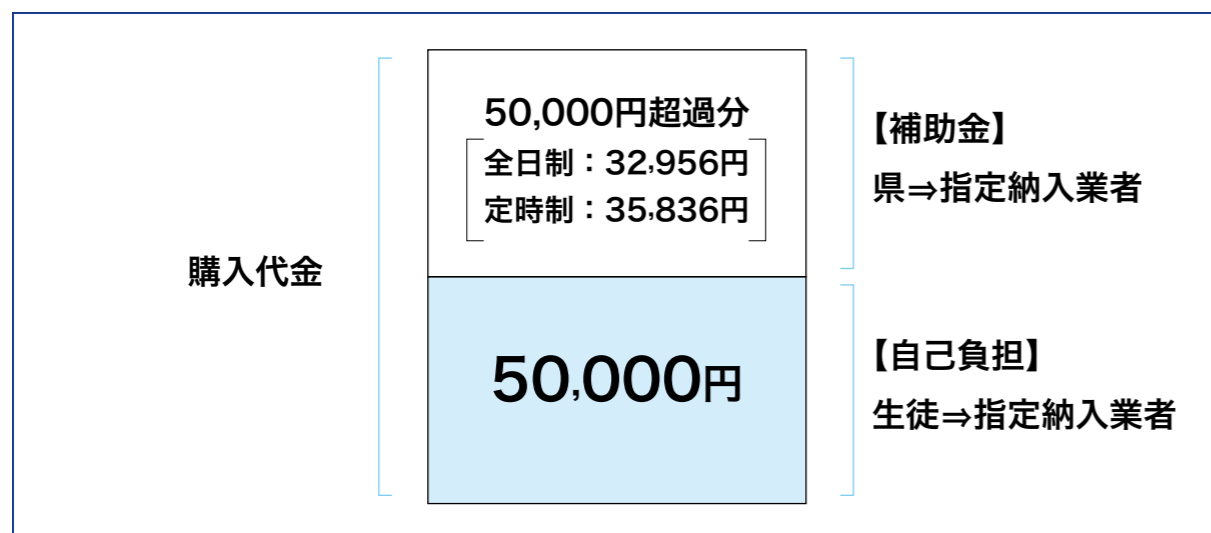 購入代金
50,000円超過分
全日制：32,956円
定時制：35,836円
50,000円
【補助金】
県⇒指定納入業者
【自己負担】
生徒⇒指定納入業者